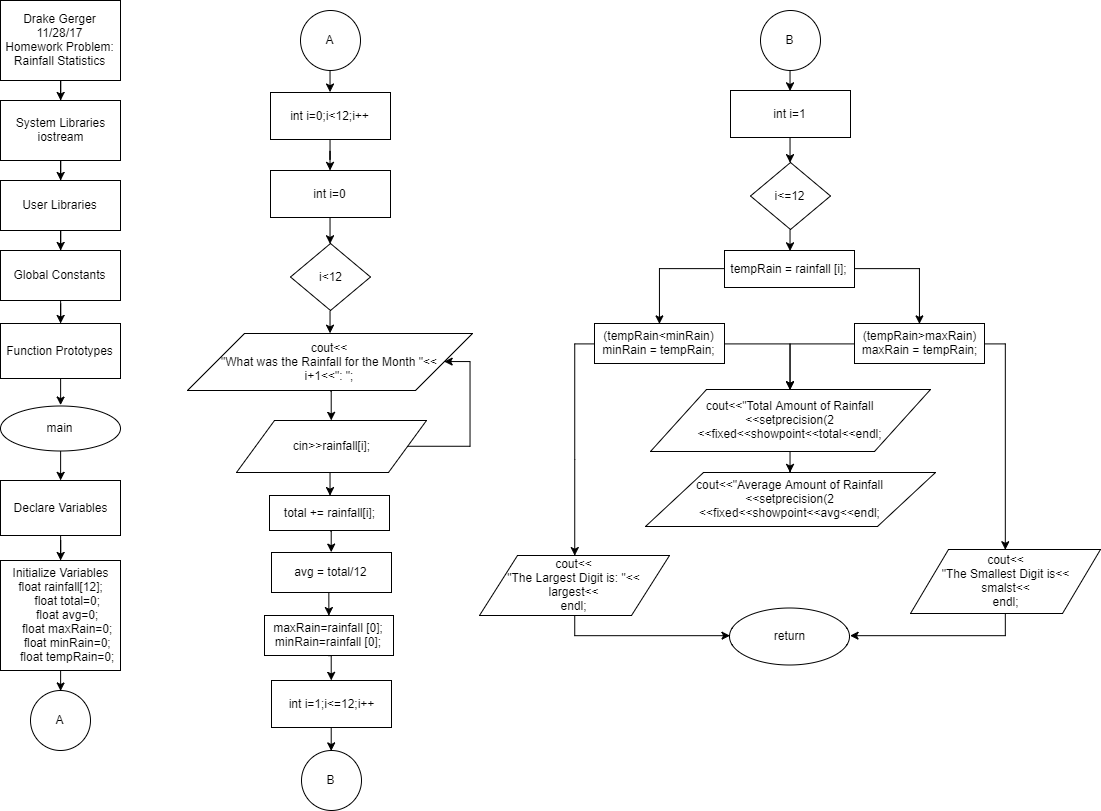 Drake Gerger
11/28/17
Homework Problem:
Rainfall Statistics
System Libraries
iostream
User Libraries
Global Constants
Function Prototypes
main
Declare Variables
Initialize Variables
float rainfall[12];
float total=0;
float avg=0;
float maxRain=0;
float minRain=0;
float tempRain=0;
A
A
int i=0;i<12;i++
int i=0
i<12
cout<<
"What was the Rainfall for the Month "<<
i+1<<": ";
cin>>rainfall[i];
total += rainfall[i];
avg = total/12
maxRain=rainfall [0];
minRain=rainfall [0];
int i=1;i<=12;i++
B
B
int i=1
i<=12
tempRain = rainfall [i];
(tempRain<minRain)
minRain = tempRain;
(tempRain>maxRain)
maxRain = tempRain;
cout<<"Total Amount of Rainfall
<<setprecision(2
<<fixed<<showpoint<<total<<endl;
cout<<"Average Amount of Rainfall
<<setprecision(2
<<fixed<<showpoint<<avg<<endl;
cout<<
"The Largest Digit is: "<<
largest<<
endl;
cout<<
"The Smallest Digit is<<
smalst<<
endl;
return